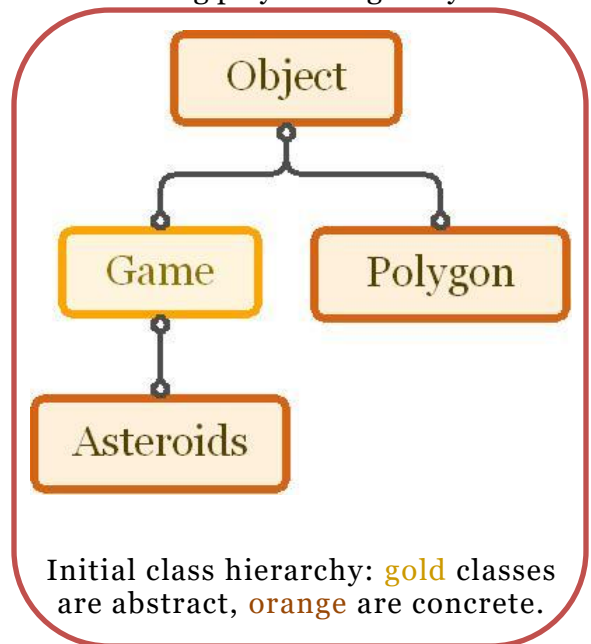 Object
Game
Polygon
Asteroids
Initial class hierarchy: gold classes
are abstract, orange are concrete.